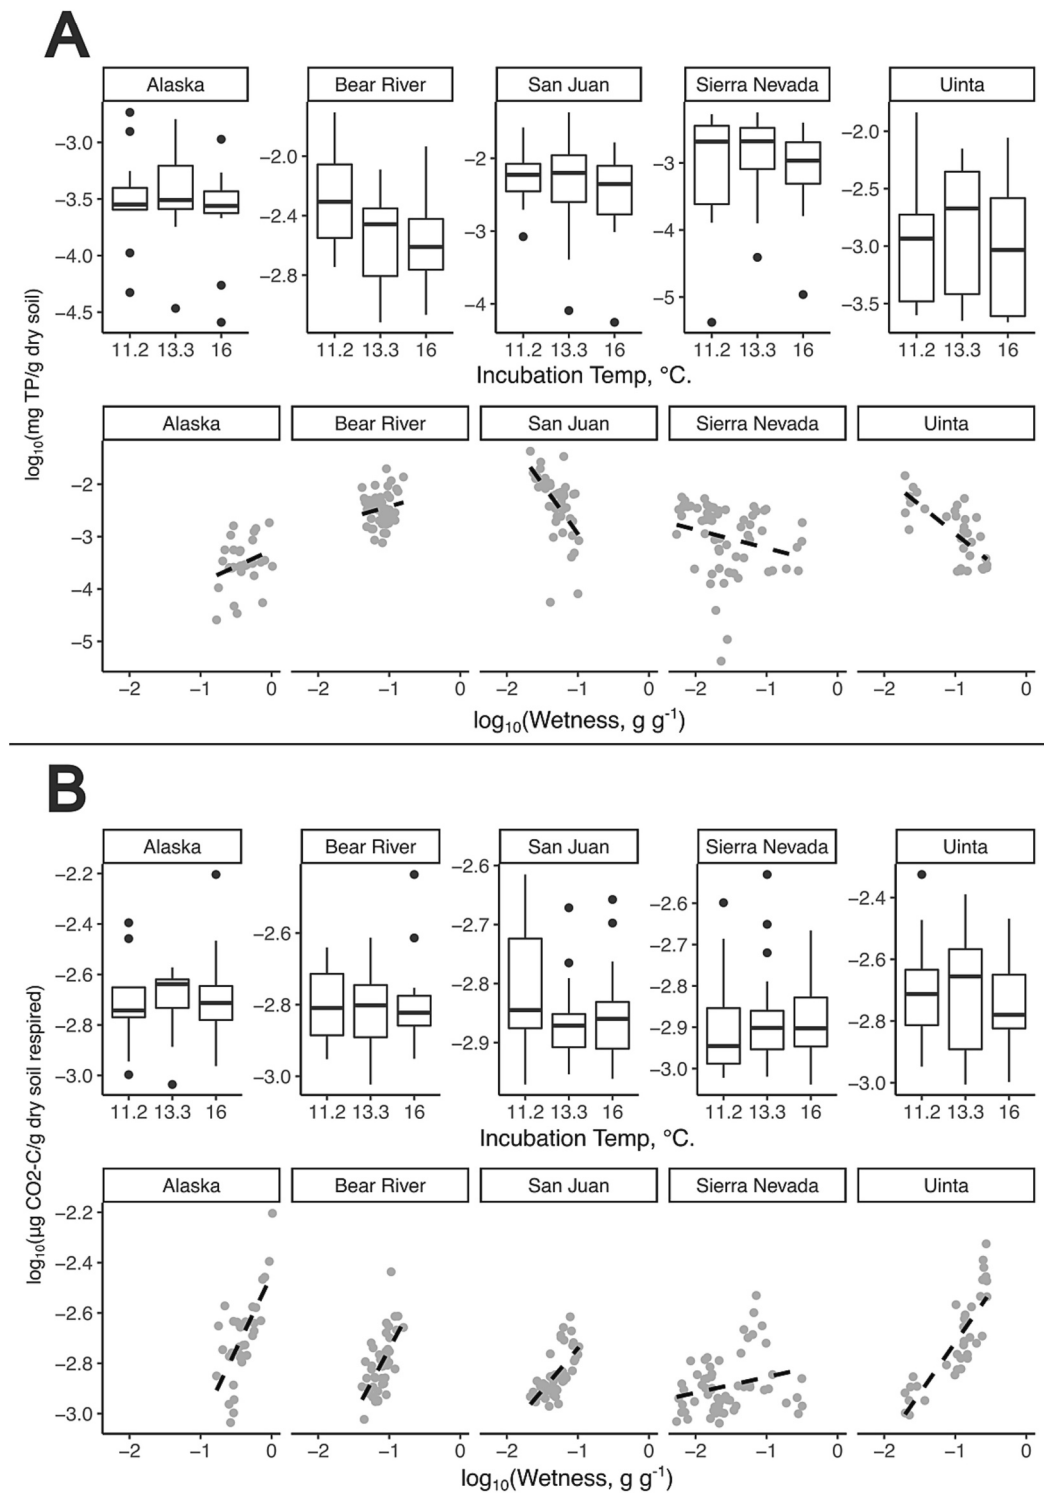 A
Alaska Bear River San Juan Sierra Nevada Uinta
log10(mg TP/g dry soil)
−3.0 −3.5 −4.0 −4.5
−2.0 −2.4 −2.8
−2 −3 −4
−3 −4 −5
−2.0 −2.5 −3.0 −3.5
11.2 13.3 16 11.2 13.3 16 11.2 13.3 16 11.2 13.3 16 11.2 13.3 16
Incubation Temp, °C.
Alaska Bear River San Juan Sierra Nevada Uinta
−2
−3
−4
−5
−2 −1 0 −2 −1 0 −2 −1 0 −2 −1 0 −2 −1 0
log10(Wetness, g g-1)
B
Alaska Bear River San Juan Sierra Nevada Uinta
log10(µg CO2-C/g dry soil respired)
−2.2 −2.4 −2.6 −2.8 −3.0
−2.6 −2.8 −3.0
−2.6 −2.7 −2.8 −2.9
−2.6 −2.7 −2.8 −2.9 −3.0
−2.4 −2.6 −2.8 −3.0
11.2 13.3 16 11.2 13.3 16 11.2 13.3 16 11.2 13.3 16 11.2 13.3 16
Incubation Temp, °C.
Alaska Bear River San Juan Sierra Nevada Uinta
−2.2
−2.4
−2.6
−2.8
−3.0
−2 −1 0 −2 −1 0 −2 −1 0 −2 −1 0 −2 −1 0
log10(Wetness, g g-1)